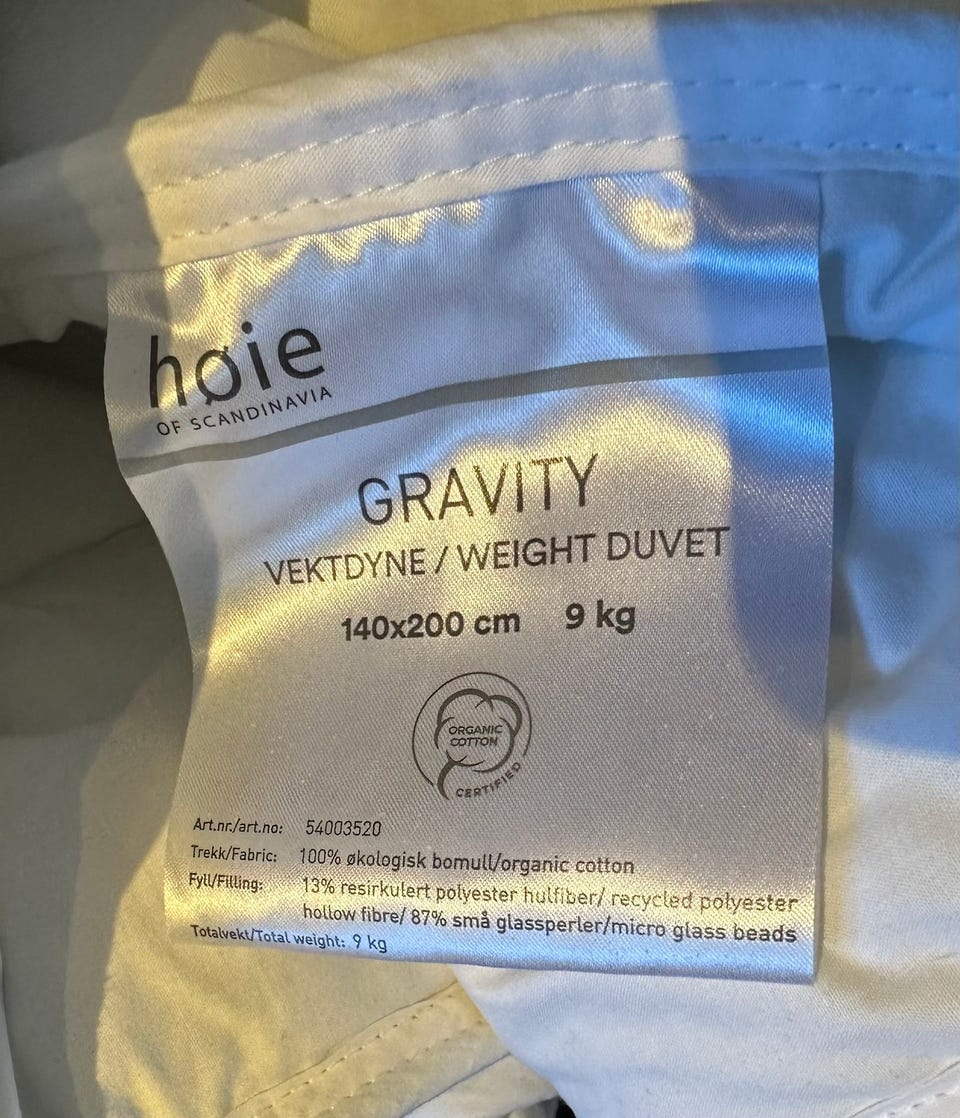 høie
OF SCANDINAVIA
GRAVITY
VEKTDYNE / WEIGHT DUVET
140x200 cm 9 kg
ORGANIC
COTTON
CERTIFIED
Art.nr./art.no: 54003520
Trekk/Fabric: 100% økologisk bomull/organic cotton
Fyll/Filling: 13% resirkulert polyester hulfiber/ recycled polyester
hollow fibre/ 87% små glassperler/micro glass beads
Totalvekt/Total weight: 9 kg